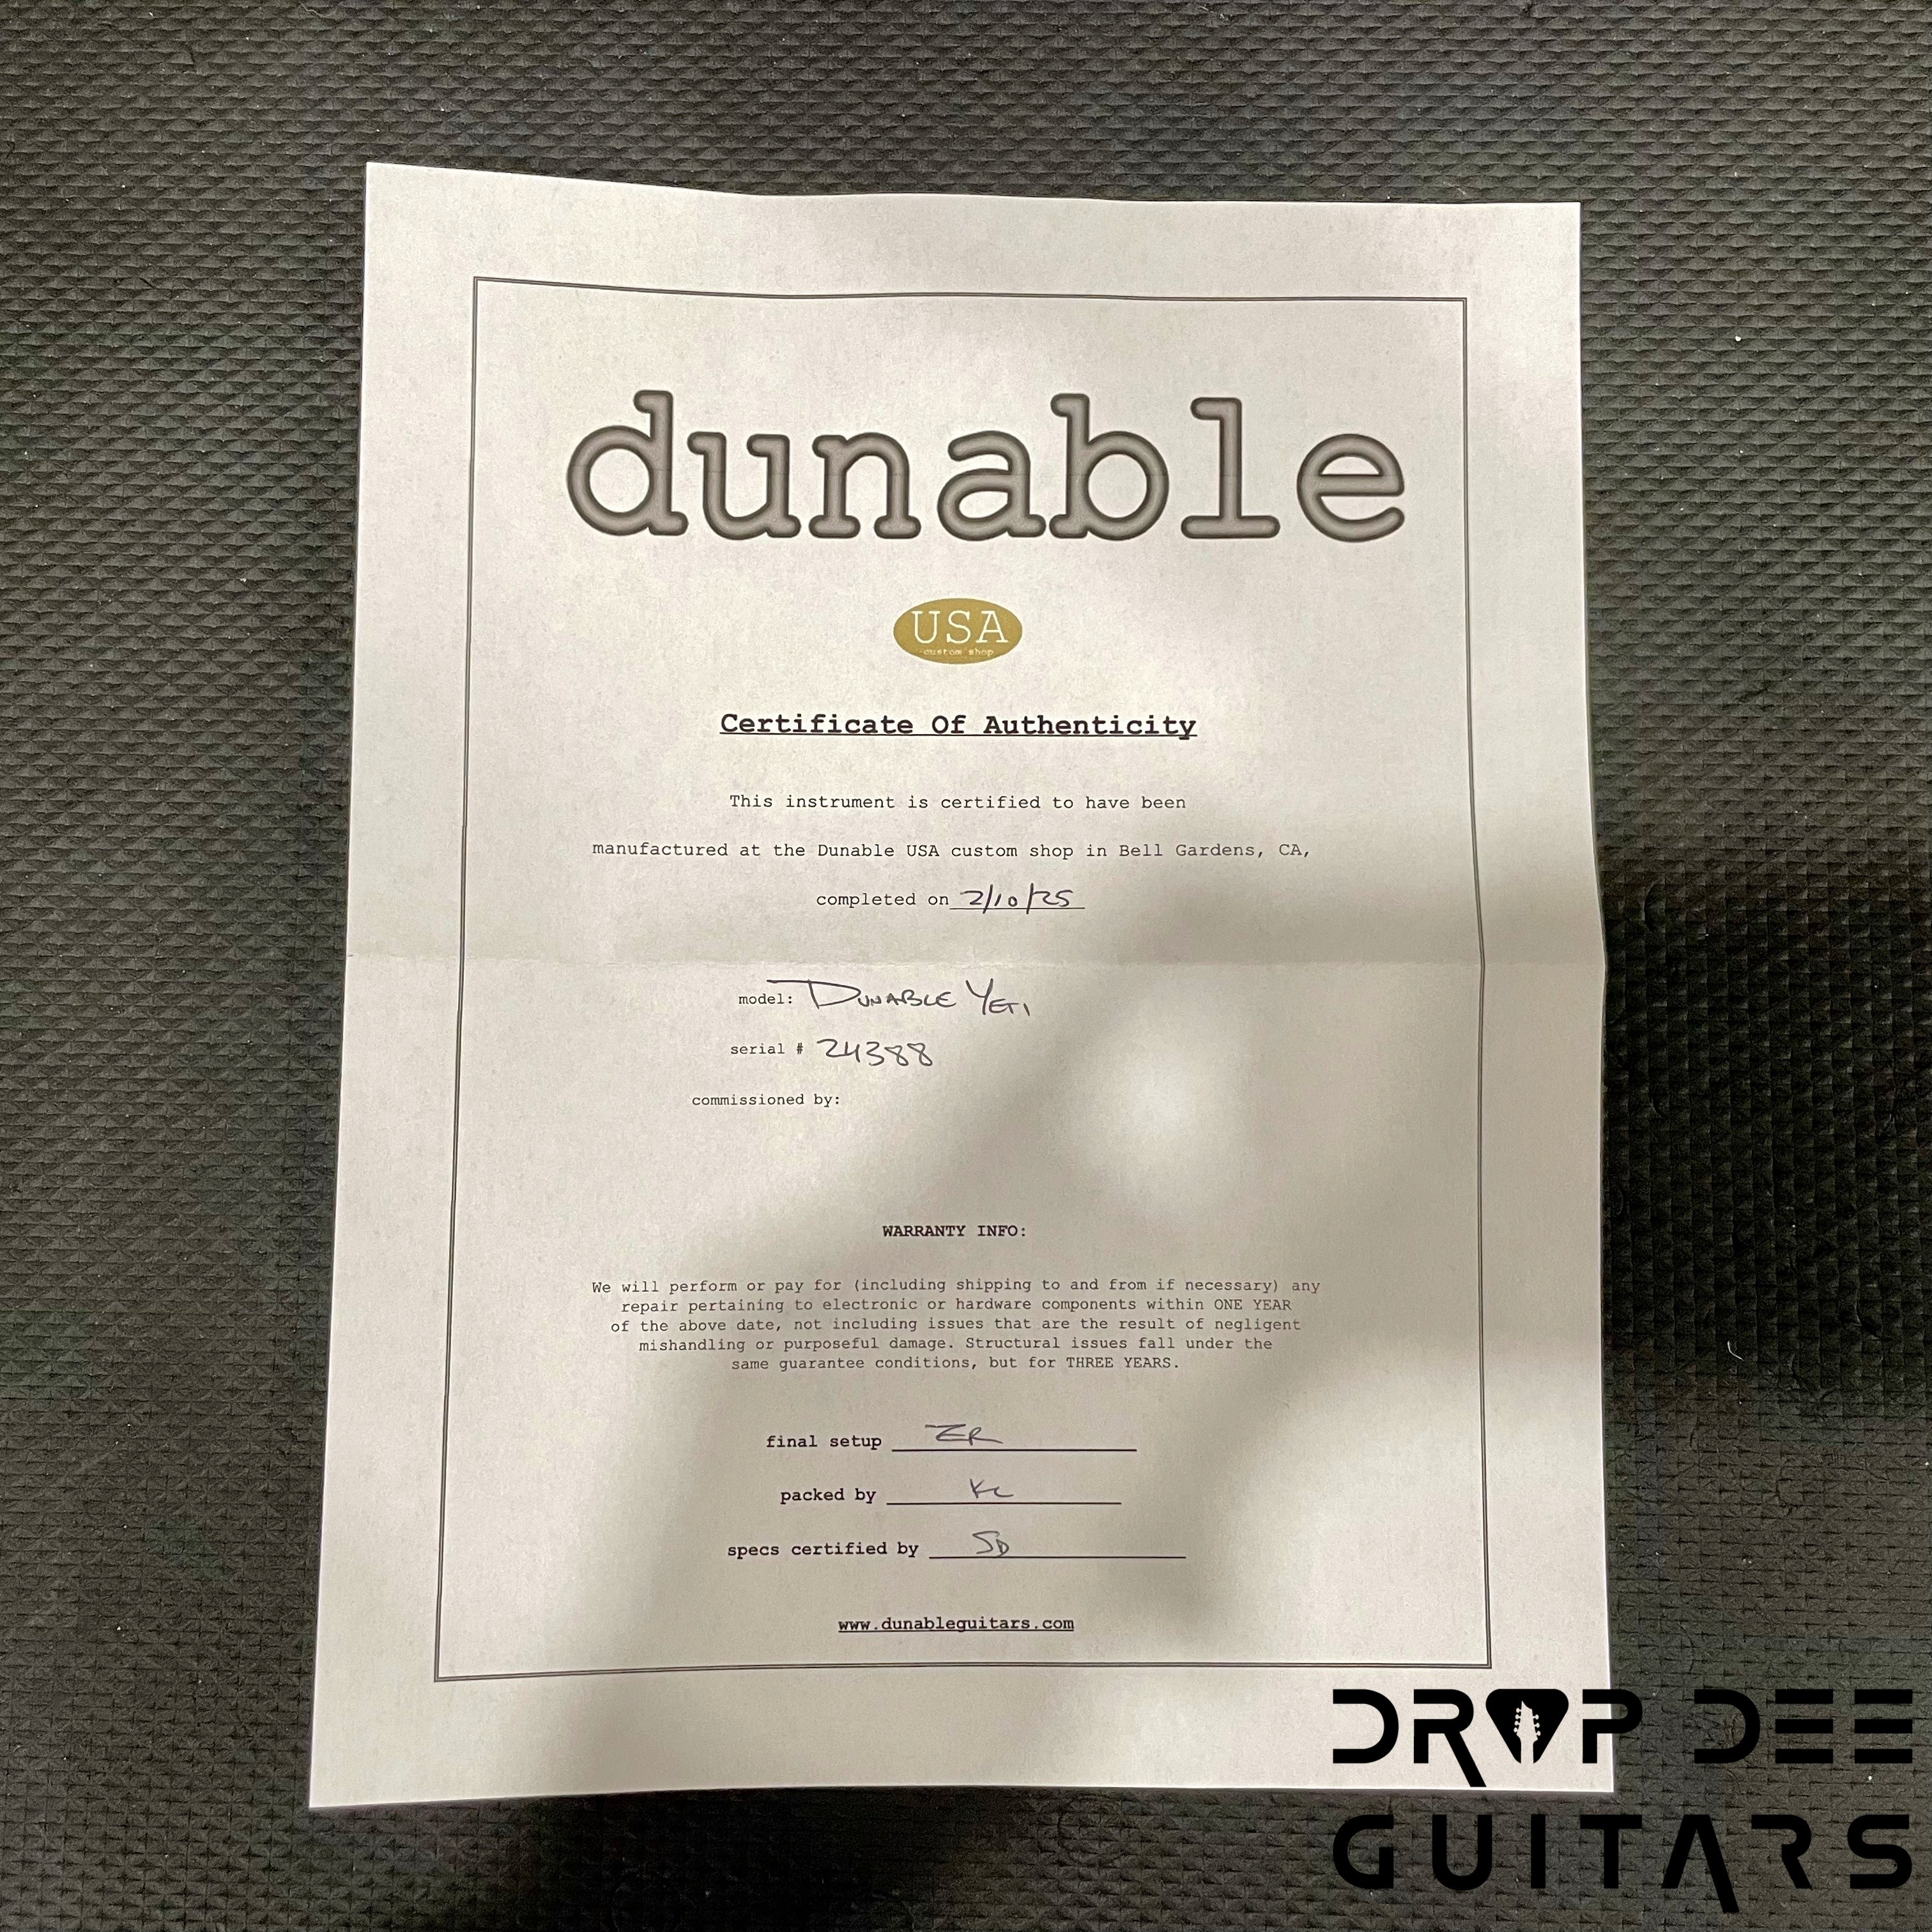 dunable
USA
custom shop
Certificate Of Authenticity
This instrument is certified to have been
manufactured at the Dunable USA custom shop in Bell Gardens, CA,
completed on 2/10/25
model: DUNABLE YETI
serial # 24388
commissioned by:
WARRANTY INFO:
We will perform or pay for (including shipping to and from if necessary) any
repair pertaining to electronic or hardware components within ONE YEAR
of the above date, not including issues that are the result of negligent
mishandling or purposeful damage. Structural issues fall under the
same guarantee conditions, but for THREE YEARS.
final setup ZR
packed by KC
specs certified by SD
www.dunableguitars.com
DROP DEE
GUITARS